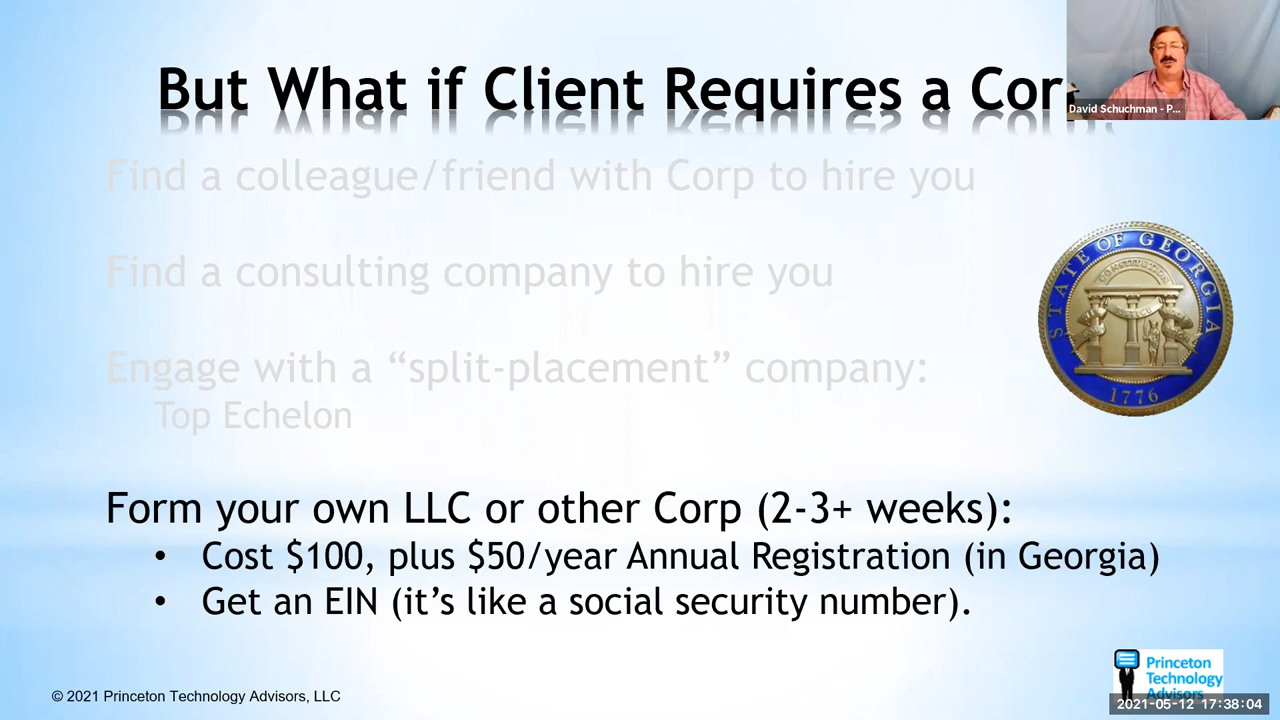 But What if Client Requires a Cor
David Schuchman - P...
Find a colleague/friend with Corp to hire you
Find a consulting company to hire you
STATE OF GEORGIA
CONSTITUTION
1776
Engage with a “split-placement” company:
Top Echelon
Form your own LLC or other Corp (2-3+ weeks):
• Cost $100, plus $50/year Annual Registration (in Georgia)
• Get an EIN (it’s like a social security number).
Princeton
Technology
Advisors
© 2021 Princeton Technology Advisors, LLC
2021-05-12 17:38:04